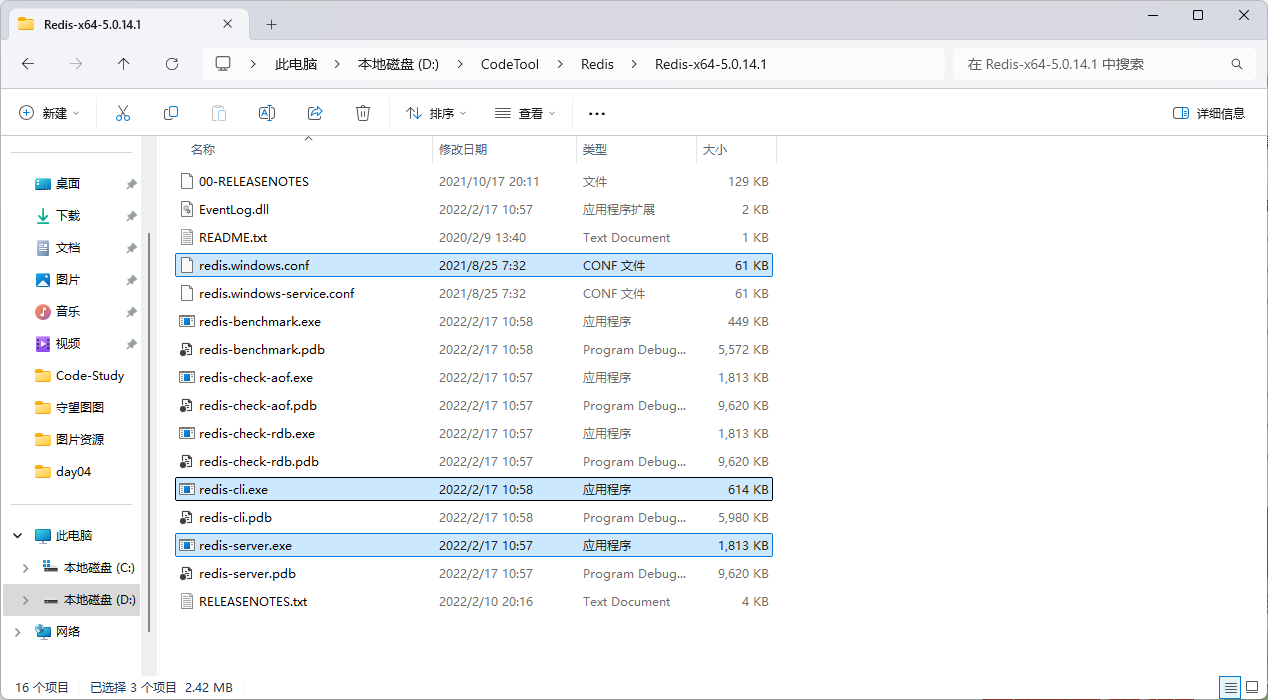 Redis-x64-5.0.14.1
此电脑 本地磁盘 (D:) CodeTool Redis Redis-x64-5.0.14.1 在 Redis-x64-5.0.14.1 中搜索
新建 排序 查看 详细信息
名称 修改日期 类型 大小
00-RELEASENOTES 2021/10/17 20:11 文件 129 KB
EventLog.dll 2022/2/17 10:57 应用程序扩展 2 KB
README.txt 2020/2/9 13:40 Text Document 1 KB
redis.windows.conf 2021/8/25 7:32 CONF 文件 61 KB
redis.windows-service.conf 2021/8/25 7:32 CONF 文件 61 KB
redis-benchmark.exe 2022/2/17 10:58 应用程序 449 KB
redis-benchmark.pdb 2022/2/17 10:58 Program Debug... 5,572 KB
redis-check-aof.exe 2022/2/17 10:57 应用程序 1,813 KB
redis-check-aof.pdb 2022/2/17 10:57 Program Debug... 9,620 KB
redis-check-rdb.exe 2022/2/17 10:57 应用程序 1,813 KB
redis-check-rdb.pdb 2022/2/17 10:57 Program Debug... 9,620 KB
redis-cli.exe 2022/2/17 10:58 应用程序 614 KB
redis-cli.pdb 2022/2/17 10:58 Program Debug... 5,980 KB
redis-server.exe 2022/2/17 10:57 应用程序 1,813 KB
redis-server.pdb 2022/2/17 10:57 Program Debug... 9,620 KB
RELEASENOTES.txt 2022/2/10 20:16 Text Document 4 KB
桌面
下载
文档
图片
音乐
视频
Code-Study
守望图图
图片资源
day04
此电脑
本地磁盘 (C:)
本地磁盘 (D:)
网络
16 个项目 已选择 3 个项目 2.42 MB